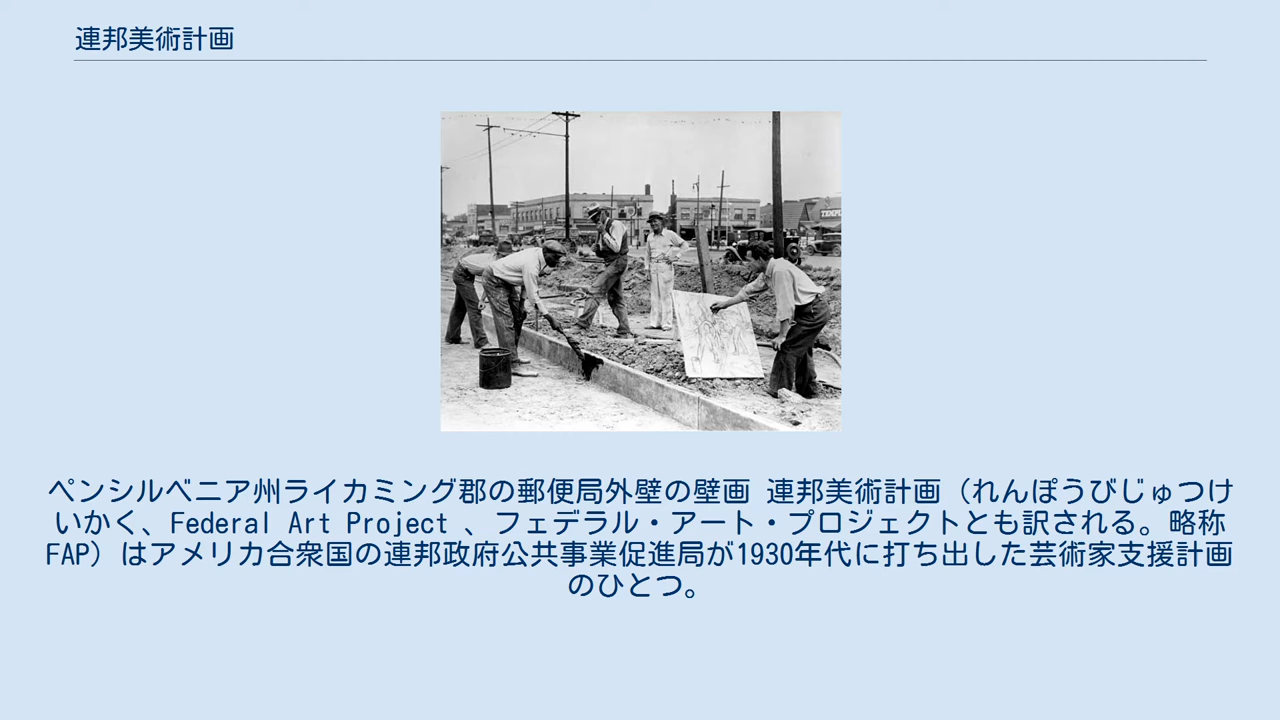 連邦美術計画
ペンシルベニア州ライカミング郡の郵便局外壁の壁画 連邦美術計画（れんぽうびじゅつけ
いかく、Federal Art Project 、フェデラル・アート・プロジェクトとも訳される。略称
FAP）はアメリカ合衆国の連邦政府公共事業促進局が1930年代に打ち出した芸術家支援計画
のひとつ。